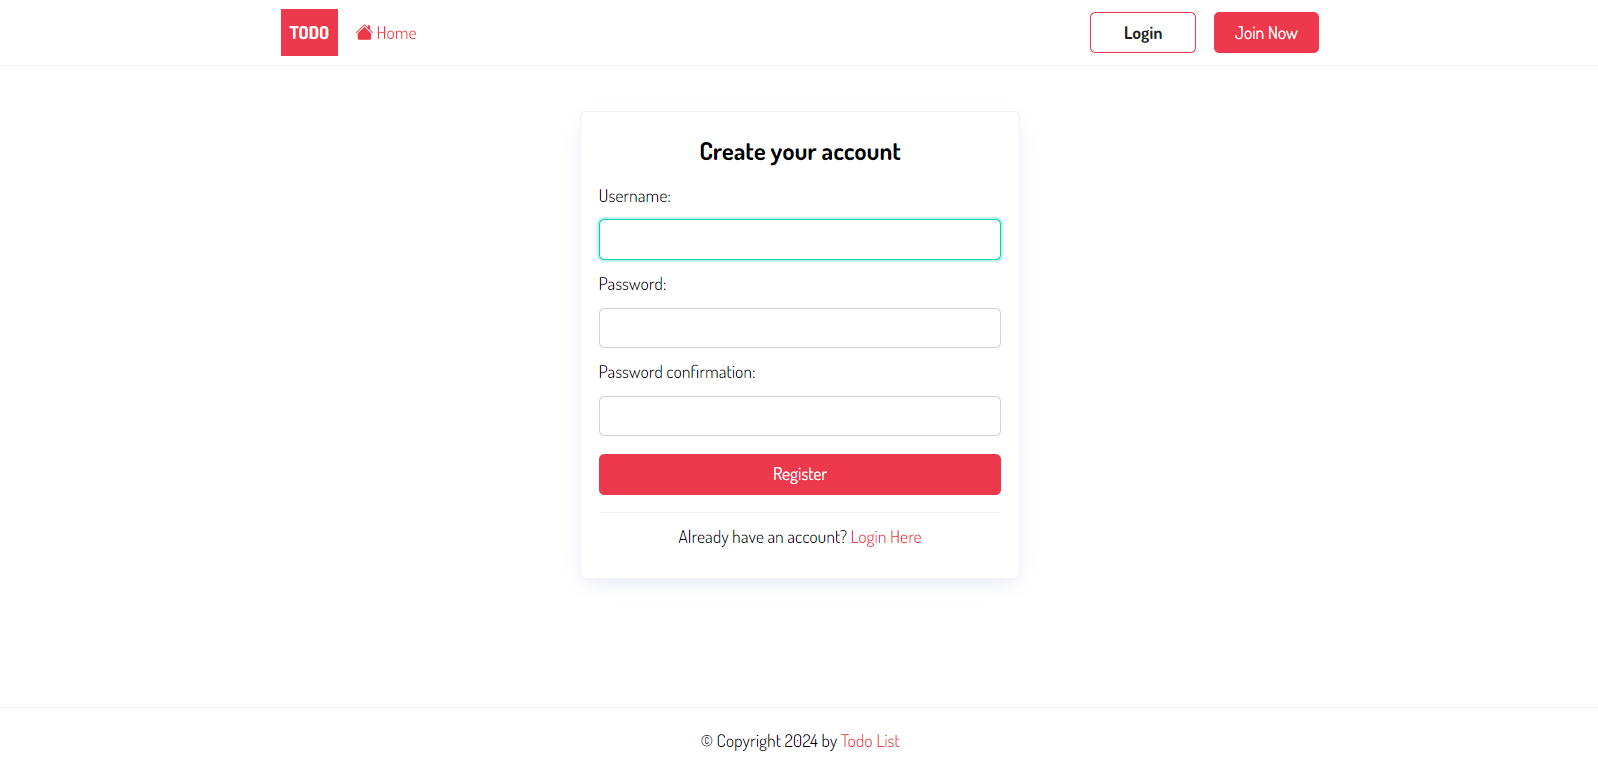 TODO Home Login Join Now
Create your account
Username:
Password:
Password confirmation:
Register
Already have an account? Login Here
© Copyright 2024 by Todo List